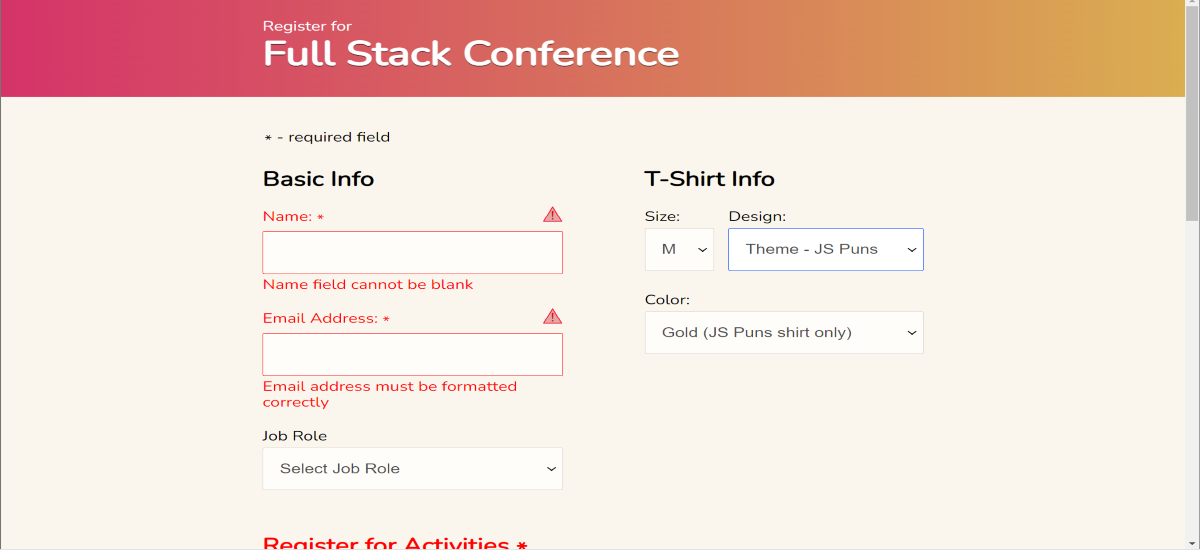 Register for
Full Stack Conference
* - required field
Basic Info
Name: *
Name field cannot be blank
Email Address: *
Email address must be formatted
correctly
Job Role
Select Job Role
T-Shirt Info
Size:
Design:
M
Theme - JS Puns
Color:
Gold (JS Puns shirt only)
Register for Activities *